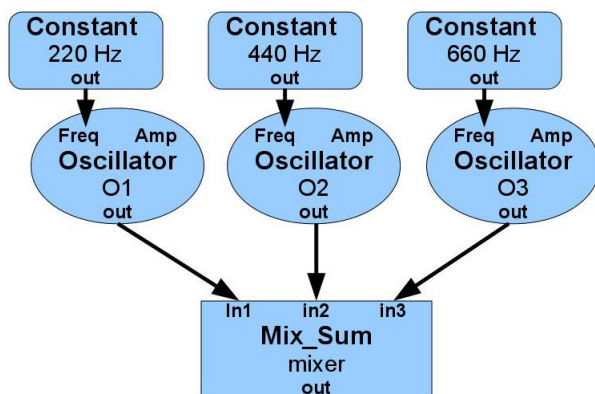 Constant
220 Hz
out
Constant
440 Hz
out
Constant
660 Hz
out
Freq Amp
Oscillator
O1
out
Freq Amp
Oscillator
O2
out
Freq Amp
Oscillator
O3
out
In1 in2 in3
Mix_Sum
mixer
out